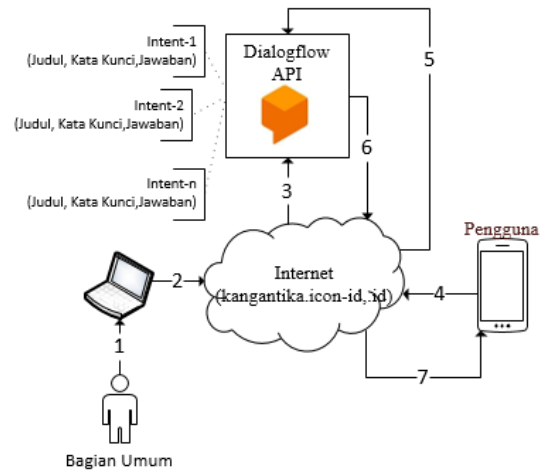 Intent-1
(Judul, Kata Kunci,Jawaban)
Intent-2
(Judul, Kata Kunci,Jawaban)
Intent-n
(Judul, Kata Kunci,Jawaban)
Dialogflow
API
5
6
3
Pengguna
Internet
(kangantika.icon-id,.id)
2
4
1
7
Bagian Umum